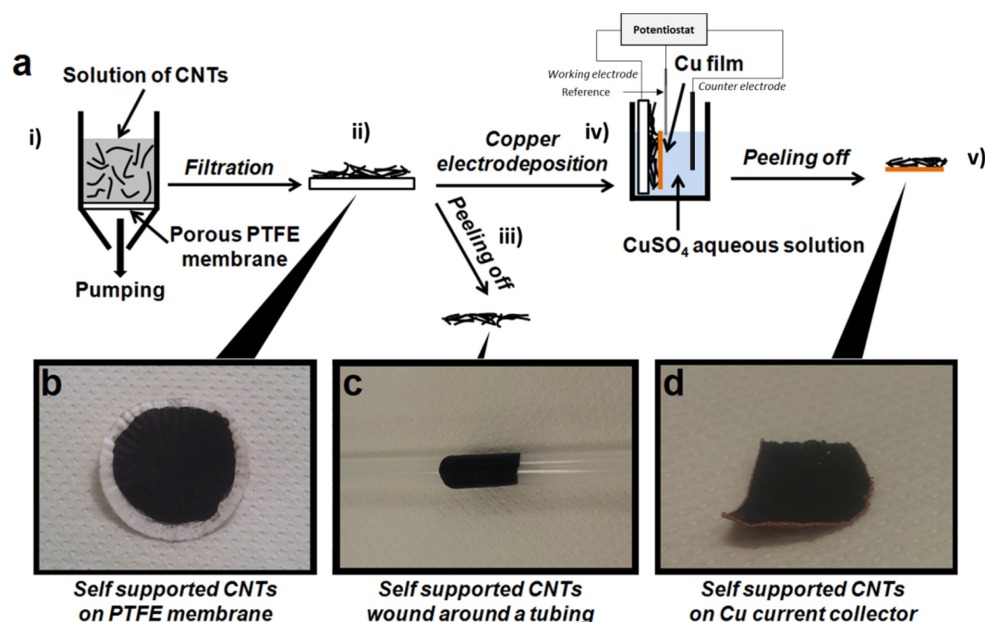 a
Solution of CNTs
i)
Porous PTFE
membrane
Pumping
Filtration
ii)
Peeling off
iii)
Copper
electrodeposition
iv)
Potentiostat
Working electrode
Reference
Cu film
Counter electrode
CuSO4 aqueous solution
Peeling off
v)
b
Self supported CNTs
on PTFE membrane
c
Self supported CNTs
wound around a tubing
d
Self supported CNTs
on Cu current collector